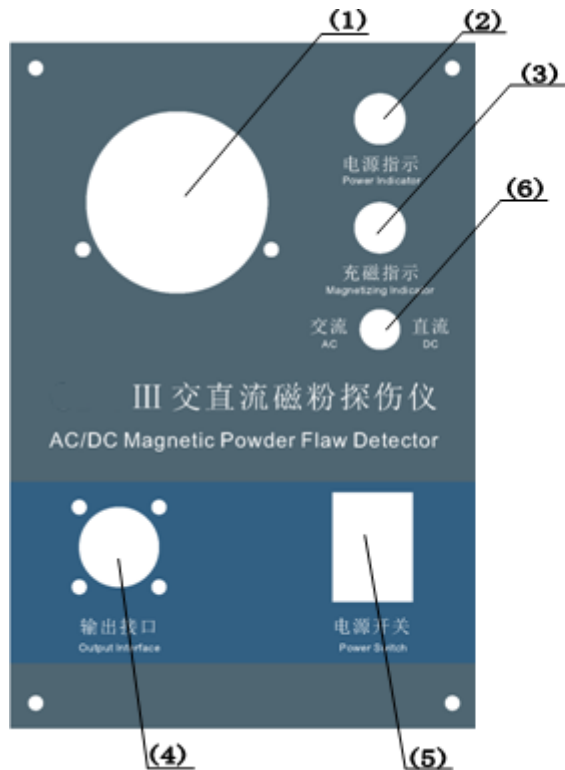 (1)
(2)
(3)
电源指示
Power Indicator
(6)
充磁指示
Magnetizing Indicator
交流
AC
直流
DC
III 交直流磁粉探伤仪
AC/DC Magnetic Powder Flaw Detector
输出接口
Output Interface
电源开关
Power Switch
(4)
(5)